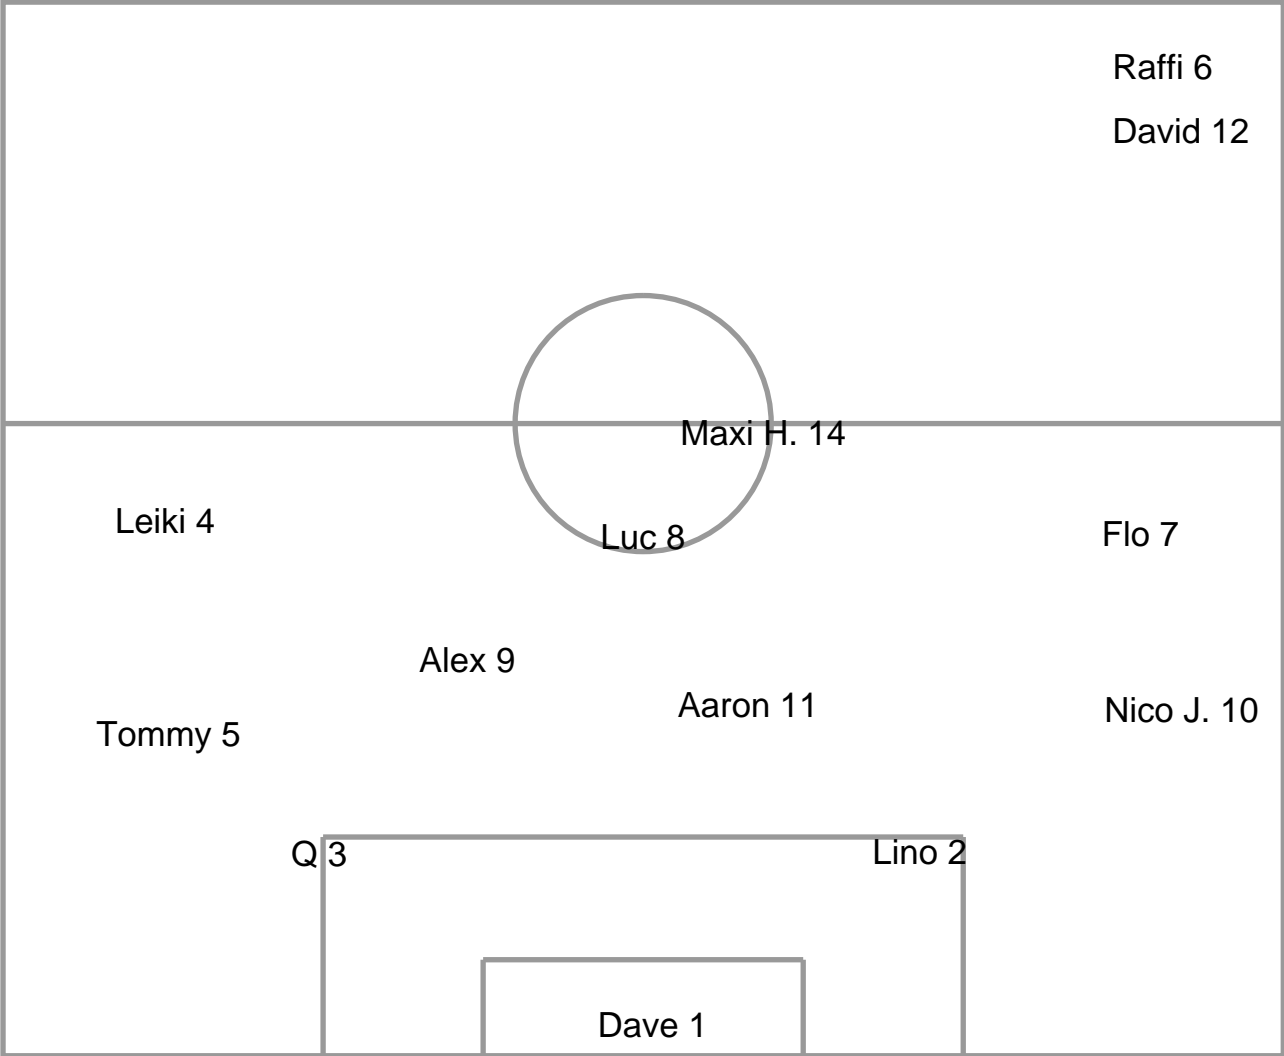 Raffi 6
David 12
Maxi H. 14
Leiki 4
Luc 8
Flo 7
Alex 9
Aaron 11
Nico J. 10
Tommy 5
Q 3
Lino 2
Dave 1